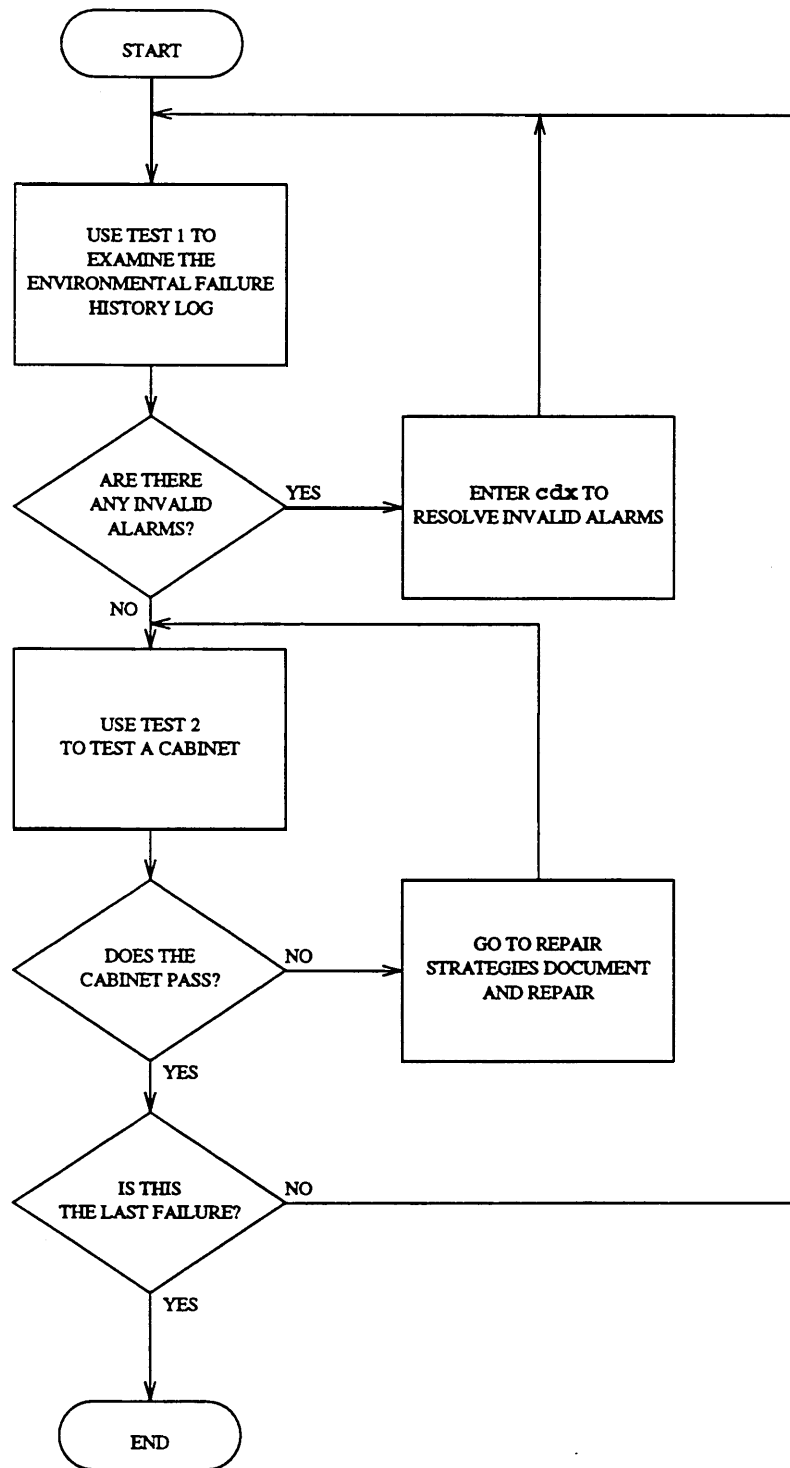 START
USE TEST 1 TO
EXAMINE THE
ENVIRONMENTAL FAILURE
HISTORY LOG
ARE THERE
ANY INVALID
ALARMS?
YES
ENTER cdx TO
RESOLVE INVALID ALARMS
NO
USE TEST 2
TO TEST A CABINET
DOES THE
CABINET PASS?
NO
GO TO REPAIR
STRATEGIES DOCUMENT
AND REPAIR
YES
IS THIS
THE LAST FAILURE?
NO
YES
END